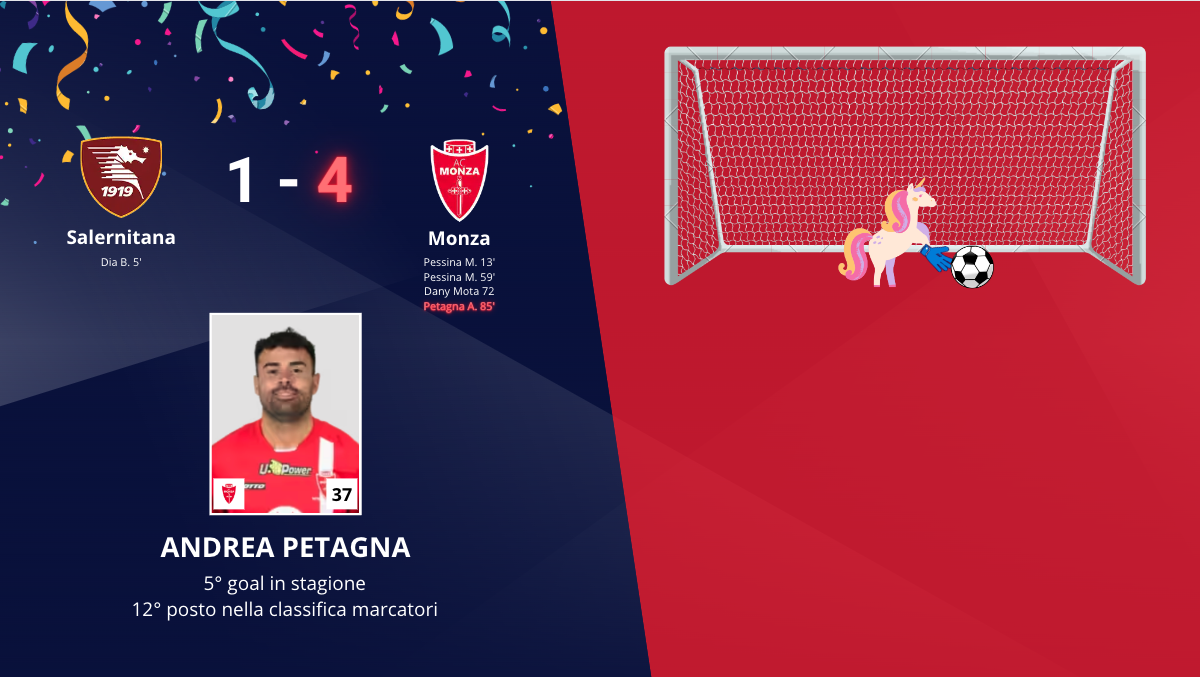 1 - 4
1919
AC
MONZA
Salernitana
Monza
Dia B. 5'
Pessina M. 13'
Pessina M. 59'
Dany Mota 72
Petagna A. 85'
U-Power
37
ANDREA PETAGNA
5° goal in stagione
12° posto nella classifica marcatori